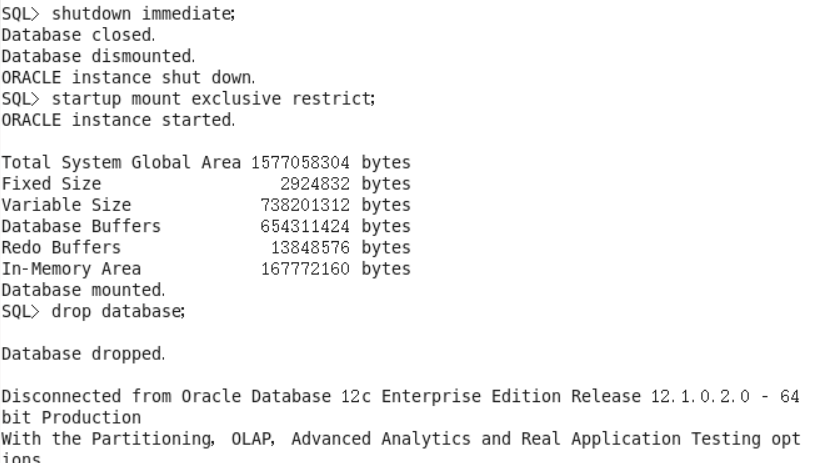 SQL> shutdown immediate;
Database closed.
Database dismounted.
ORACLE instance shut down.
SQL> startup mount exclusive restrict;
ORACLE instance started.
Total System Global Area 1577058304 bytes
Fixed Size 2924832 bytes
Variable Size 738201312 bytes
Database Buffers 654311424 bytes
Redo Buffers 13848576 bytes
In-Memory Area 167772160 bytes
Database mounted.
SQL> drop database;
Database dropped.
Disconnected from Oracle Database 12c Enterprise Edition Release 12.1.0.2.0 - 64
bit Production
With the Partitioning, OLAP, Advanced Analytics and Real Application Testing opt
ions